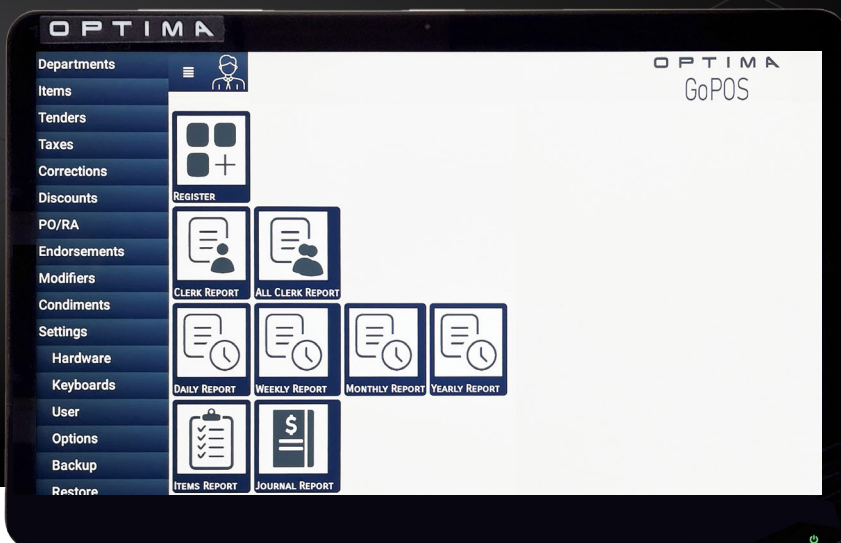 OPTIMA
Departments
Items
Tenders
Taxes
Corrections
Discounts
PO/RA
Endorsements
Modifiers
Condiments
Settings
Hardware
Keyboards
User
Options
Backup
Restore
OPTIMA
GoPOS
REGISTER
CLERK REPORT
ALL CLERK REPORT
DAILY REPORT
WEEKLY REPORT
MONTHLY REPORT
YEARLY REPORT
$
ITEMS REPORT
JOURNAL REPORT